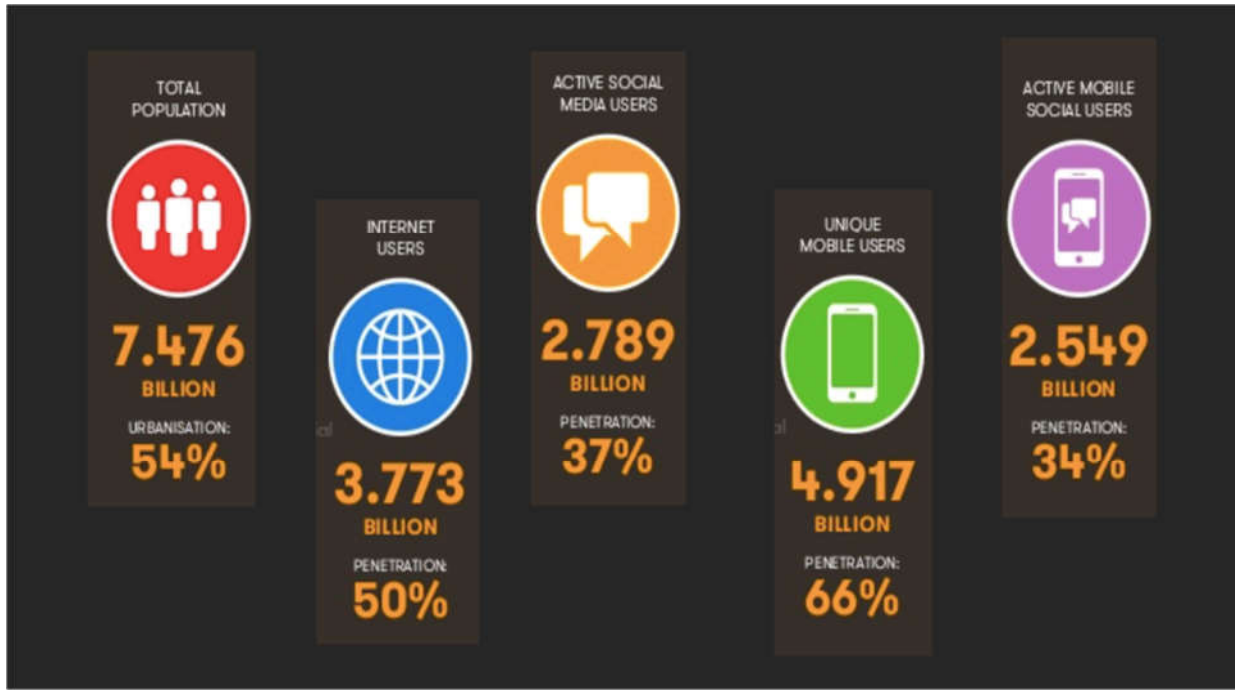 TOTAL
POPULATION
7.476
BILLION
URBANISATION:
54%
INTERNET
USERS
3.773
BILLION
PENETRATION:
50%
ACTIVE SOCIAL
MEDIA USERS
2.789
BILLION
PENETRATION:
37%
UNIQUE
MOBILE USERS
4.917
BILLION
PENETRATION:
66%
ACTIVE MOBILE
SOCIAL USERS
2.549
BILLION
PENETRATION:
34%